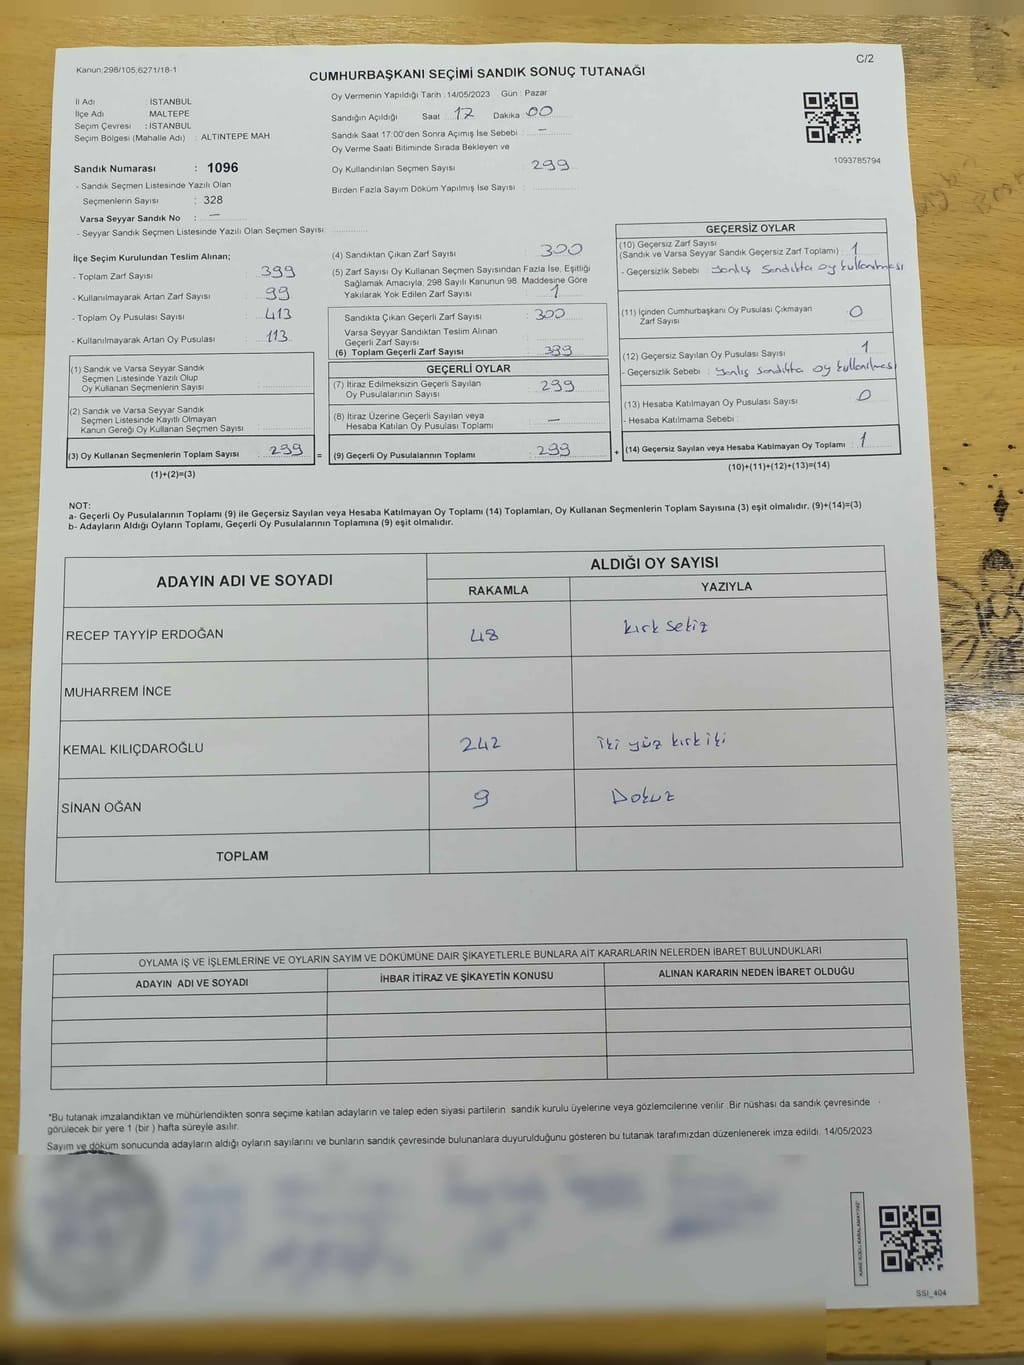 Kanun;298/105;6271/18-1
C/2
CUMHURBAŞKANI SEÇİMİ SANDIK SONUÇ TUTANAĞI
İl Adı : İSTANBUL
İlçe Adı : MALTEPE
Seçim Çevresi : İSTANBUL
Seçim Bölgesi (Mahalle Adı) : ALTINTEPE MAH
Sandık Numarası : 1096
- Sandık Seçmen Listesinde Yazılı Olan
Seçmenlerin Sayısı : 328
Varsa Seyyar Sandık No : —
- Seyyar Sandık Seçmen Listesinde Yazılı Olan Seçmen Sayısı:
Oy Vermenin Yapıldığı Tarih : 14/05/2023 Gün : Pazar
Sandığın Açıldığı Saat 17 Dakika 00
Sandık Saat 17:00'den Sonra Açımış İse Sebebi : —
Oy Verme Saati Bitiminde Sırada Bekleyen ve
Oy Kullandırılan Seçmen Sayısı : 299
Birden Fazla Sayım Döküm Yapılmış İse Sayısı :
1093785794
İlçe Seçim Kurulundan Teslim Alınan;
- Toplam Zarf Sayısı : 399
- Kullanılmayarak Artan Zarf Sayısı : 99
- Toplam Oy Pusulası Sayısı : 413
- Kullanılmayarak Artan Oy Pusulası : 113
(1) Sandık ve Varsa Seyyar Sandık
Seçmen Listesinde Yazılı Olup
Oy Kullanan Seçmenlerin Sayısı :
(2) Sandık ve Varsa Seyyar Sandık
Seçmen Listesinde Kayıtlı Olmayan
Kanun Gereği Oy Kullanan Seçmen Sayısı :
(3) Oy Kullanan Seçmenlerin Toplam Sayısı : 299 =
(1)+(2)=(3)
(4) Sandıktan Çıkan Zarf Sayısı : 300
(5) Zarf Sayısı Oy Kullanan Seçmen Sayısından Fazla İse, Eşitliği
Sağlamak Amacıyla, 298 Sayılı Kanunun 98. Maddesine Göre
Yakılarak Yok Edilen Zarf Sayısı : 1
Sandıkta Çıkan Geçerli Zarf Sayısı : 300
Varsa Seyyar Sandıktan Teslim Alınan
Geçerli Zarf Sayısı :
(6) Toplam Geçerli Zarf Sayısı :
GEÇERLİ OYLAR
(7) İtiraz Edilmeksizin Geçerli Sayılan
Oy Pusulalarının Sayısı : 299
(8) İtiraz Üzerine Geçerli Sayılan veya
Hesaba Katılan Oy Pusulası Toplamı : —
(9) Geçerli Oy Pusulalarının Toplamı : 299 +
GEÇERSİZ OYLAR
(10) Geçersiz Zarf Sayısı
(Sandık ve Varsa Seyyar Sandık Geçersiz Zarf Toplamı) : 1
- Geçersizlik Sebebi : Yanlış Sandıkta oy kullanılması
(11) İçinden Cumhurbaşkanı Oy Pusulası Çıkmayan
Zarf Sayısı : 0
(12) Geçersiz Sayılan Oy Pusulası Sayısı : 1
- Geçersizlik Sebebi : Yanlış Sandıkta oy kullanılması
(13) Hesaba Katılmayan Oy Pusulası Sayısı : 0
- Hesaba Katılmama Sebebi :
(14) Geçersiz Sayılan veya Hesaba Katılmayan Oy Toplamı : 1
(10)+(11)+(12)+(13)=(14)
NOT:
a- Geçerli Oy Pusulalarının Toplamı (9) ile Geçersiz Sayılan veya Hesaba Katılmayan Oy Toplamı (14) Toplamları, Oy Kullanan Seçmenlerin Toplam Sayısına (3) eşit olmalıdır. (9)+(14)=(3)
b- Adayların Aldığı Oyların Toplamı, Geçerli Oy Pusulalarının Toplamına (9) eşit olmalıdır.
ADAYIN ADI VE SOYADI
ALDIĞI OY SAYISI
RAKAMLA YAZIYLA
RECEP TAYYİP ERDOĞAN 48 kırk sekiz
MUHARREM İNCE
KEMAL KILIÇDAROĞLU 242 iki yüz kırk iki
SİNAN OĞAN 9 Dokuz
TOPLAM
OYLAMA İŞ VE İŞLEMLERİNE VE OYLARIN SAYIM VE DÖKÜMÜNE DAİR ŞİKAYETLERLE BUNLARA AİT KARARLARIN NELERDEN İBARET BULUNDUKLARI
ADAYIN ADI VE SOYADI İHBAR İTİRAZ VE ŞİKAYETİN KONUSU ALINAN KARARIN NEDEN İBARET OLDUĞU
*Bu tutanak imzalandıktan ve mühürlendikten sonra seçime katılan adayların ve talep eden siyasi partilerin sandık kurulu üyelerine veya gözlemcilerine verilir. Bir nüshası da sandık çevresinde
görülecek bir yere 1 (bir ) hafta süreyle asılır.
Sayım ve döküm sonucunda adayların aldığı oyların sayılarını ve bunların sandık çevresinde bulunanlara duyurulduğunu gösteren bu tutanak tarafımızdan düzenlenerek imza edildi. 14/05/2023
SSI_404